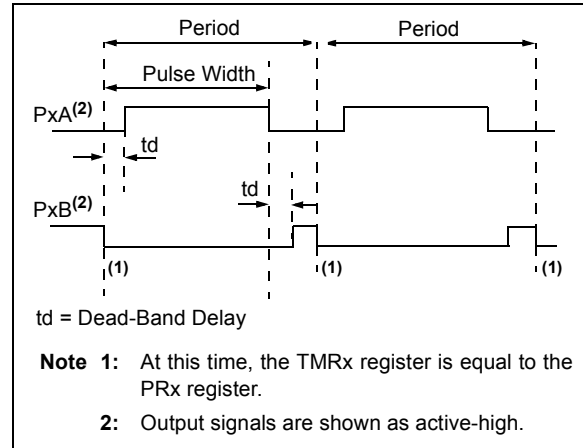 Period Period
Pulse Width
PxA(2)
td
td
PxB(2)
(1) (1) (1)
td = Dead-Band Delay
Note 1: At this time, the TMRx register is equal to the
PRx register.
2: Output signals are shown as active-high.